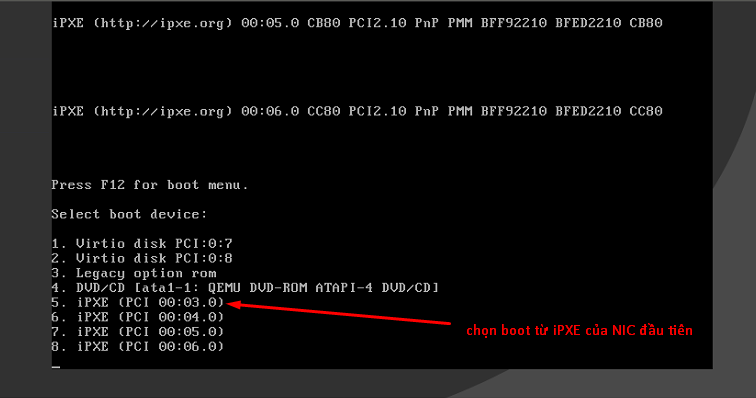 iPXE (http://ipxe.org) 00:05.0 CB80 PCI2.10 PnP PMM BFF92210 BFED2210 CB80
iPXE (http://ipxe.org) 00:06.0 CC80 PCI2.10 PnP PMM BFF92210 BFED2210 CC80
Press F12 for boot menu.
Select boot device:
1. Virtio disk PCI:0:7
2. Virtio disk PCI:0:8
3. Legacy option rom
4. DVD/CD [ata1-1: QEMU DVD-ROM ATAPI-4 DVD/CD]
5. iPXE (PCI 00:03.0)
6. iPXE (PCI 00:04.0)
chọn boot từ iPXE của NIC đầu tiên
7. iPXE (PCI 00:05.0)
8. iPXE (PCI 00:06.0)